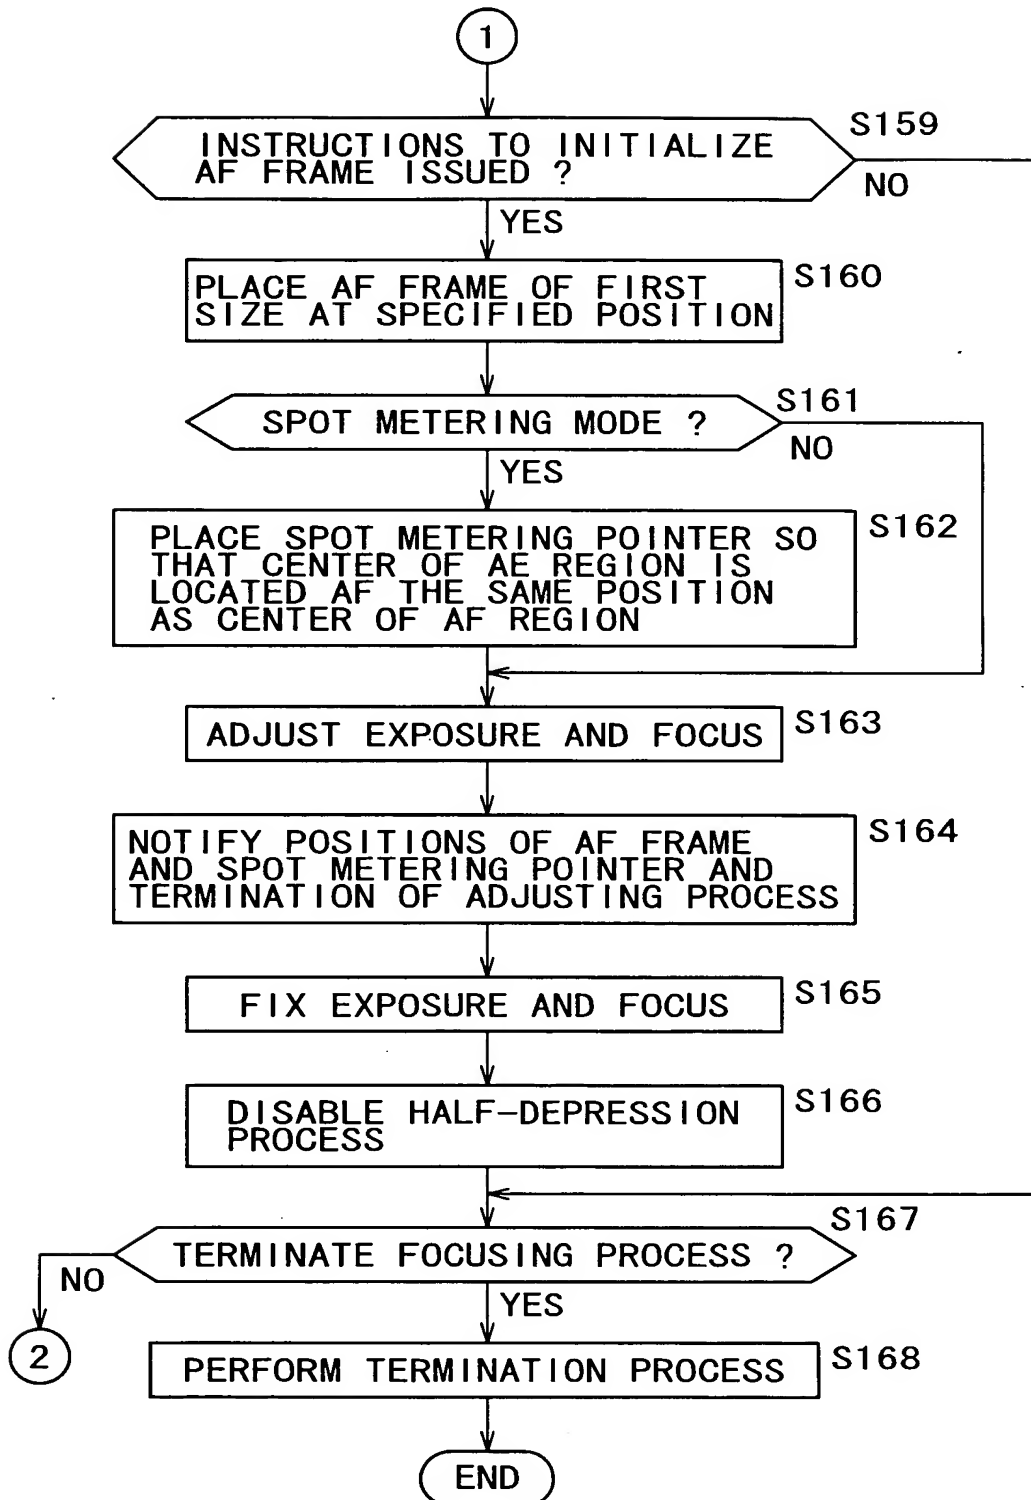 1
INSTRUCTIONS TO INITIALIZE
AF FRAME ISSUED ?
S159
NO
YES
PLACE AF FRAME OF FIRST
SIZE AT SPECIFIED POSITION
S160
SPOT METERING MODE ?
S161
NO
YES
PLACE SPOT METERING POINTER SO
THAT CENTER OF AE REGION IS
LOCATED AF THE SAME POSITION
AS CENTER OF AF REGION
S162
ADJUST EXPOSURE AND FOCUS
S163
NOTIFY POSITIONS OF AF FRAME
AND SPOT METERING POINTER AND
TERMINATION OF ADJUSTING PROCESS
S164
FIX EXPOSURE AND FOCUS
S165
DISABLE HALF-DEPRESSION
PROCESS
S166
TERMINATE FOCUSING PROCESS ?
S167
NO
YES
2
PERFORM TERMINATION PROCESS
S168
END